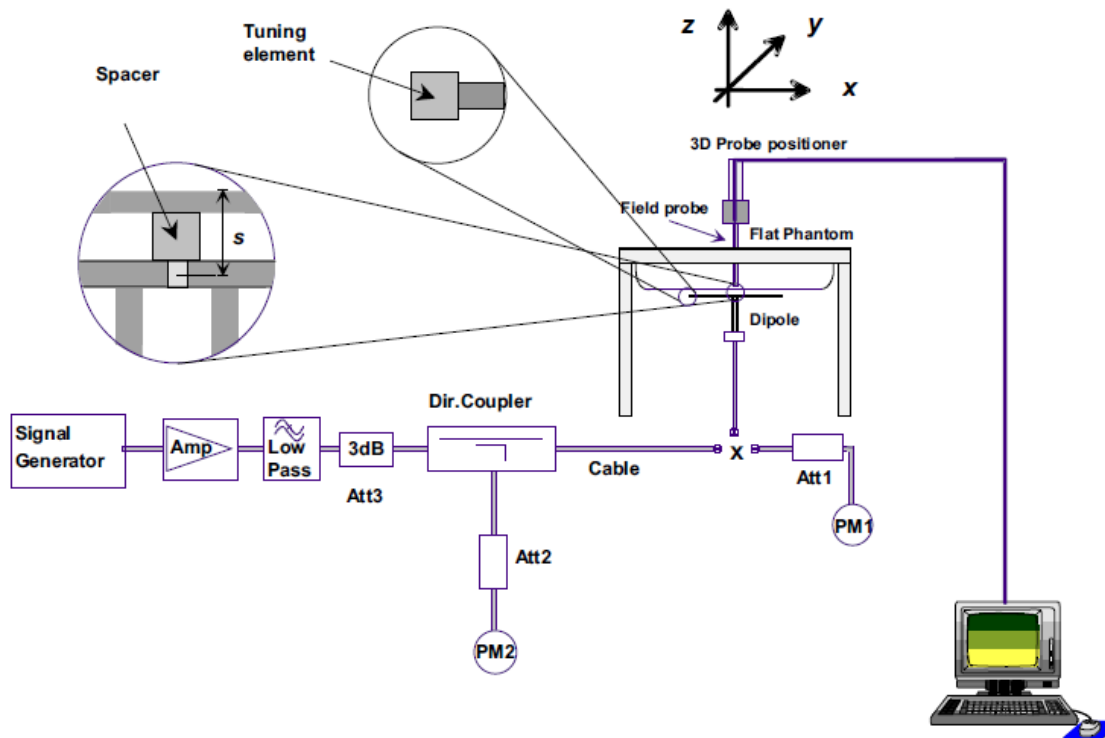 Tuning
element
Spacer
z
y
x
3D Probe positioner
Field probe
Flat Phantom
s
Dipole
Dir.Coupler
Signal
Generator
Amp
Low
Pass
3dB
Att3
Cable
X
Att1
PM1
Att2
PM2